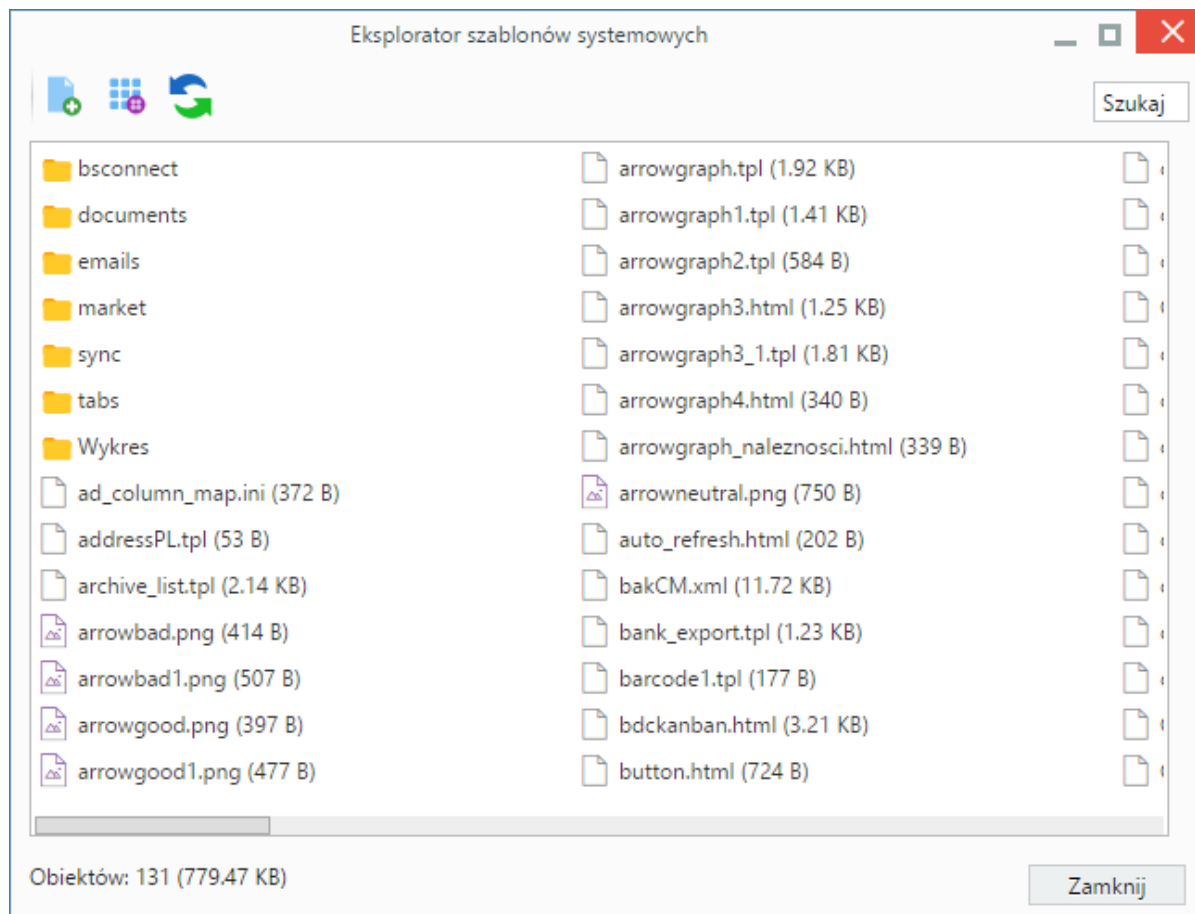 Eksplorator szablonów systemowych
Szukaj
bsconnect
documents
emails
market
sync
tabs
Wykres
ad_column_map.ini (372 B)
addressPL.tpl (53 B)
archive_list.tpl (2.14 KB)
arrowbad.png (414 B)
arrowbad1.png (507 B)
arrowgood.png (397 B)
arrowgood1.png (477 B)
arrowgraph.tpl (1.92 KB)
arrowgraph1.tpl (1.41 KB)
arrowgraph2.tpl (584 B)
arrowgraph3.html (1.25 KB)
arrowgraph3_1.tpl (1.81 KB)
arrowgraph4.html (340 B)
arrowgraph_naleznosci.html (339 B)
arrowneutral.png (750 B)
auto_refresh.html (202 B)
bakCM.xml (11.72 KB)
bank_export.tpl (1.23 KB)
barcode1.tpl (177 B)
bdckanban.html (3.21 KB)
button.html (724 B)
Obiektów: 131 (779.47 KB)
Zamknij